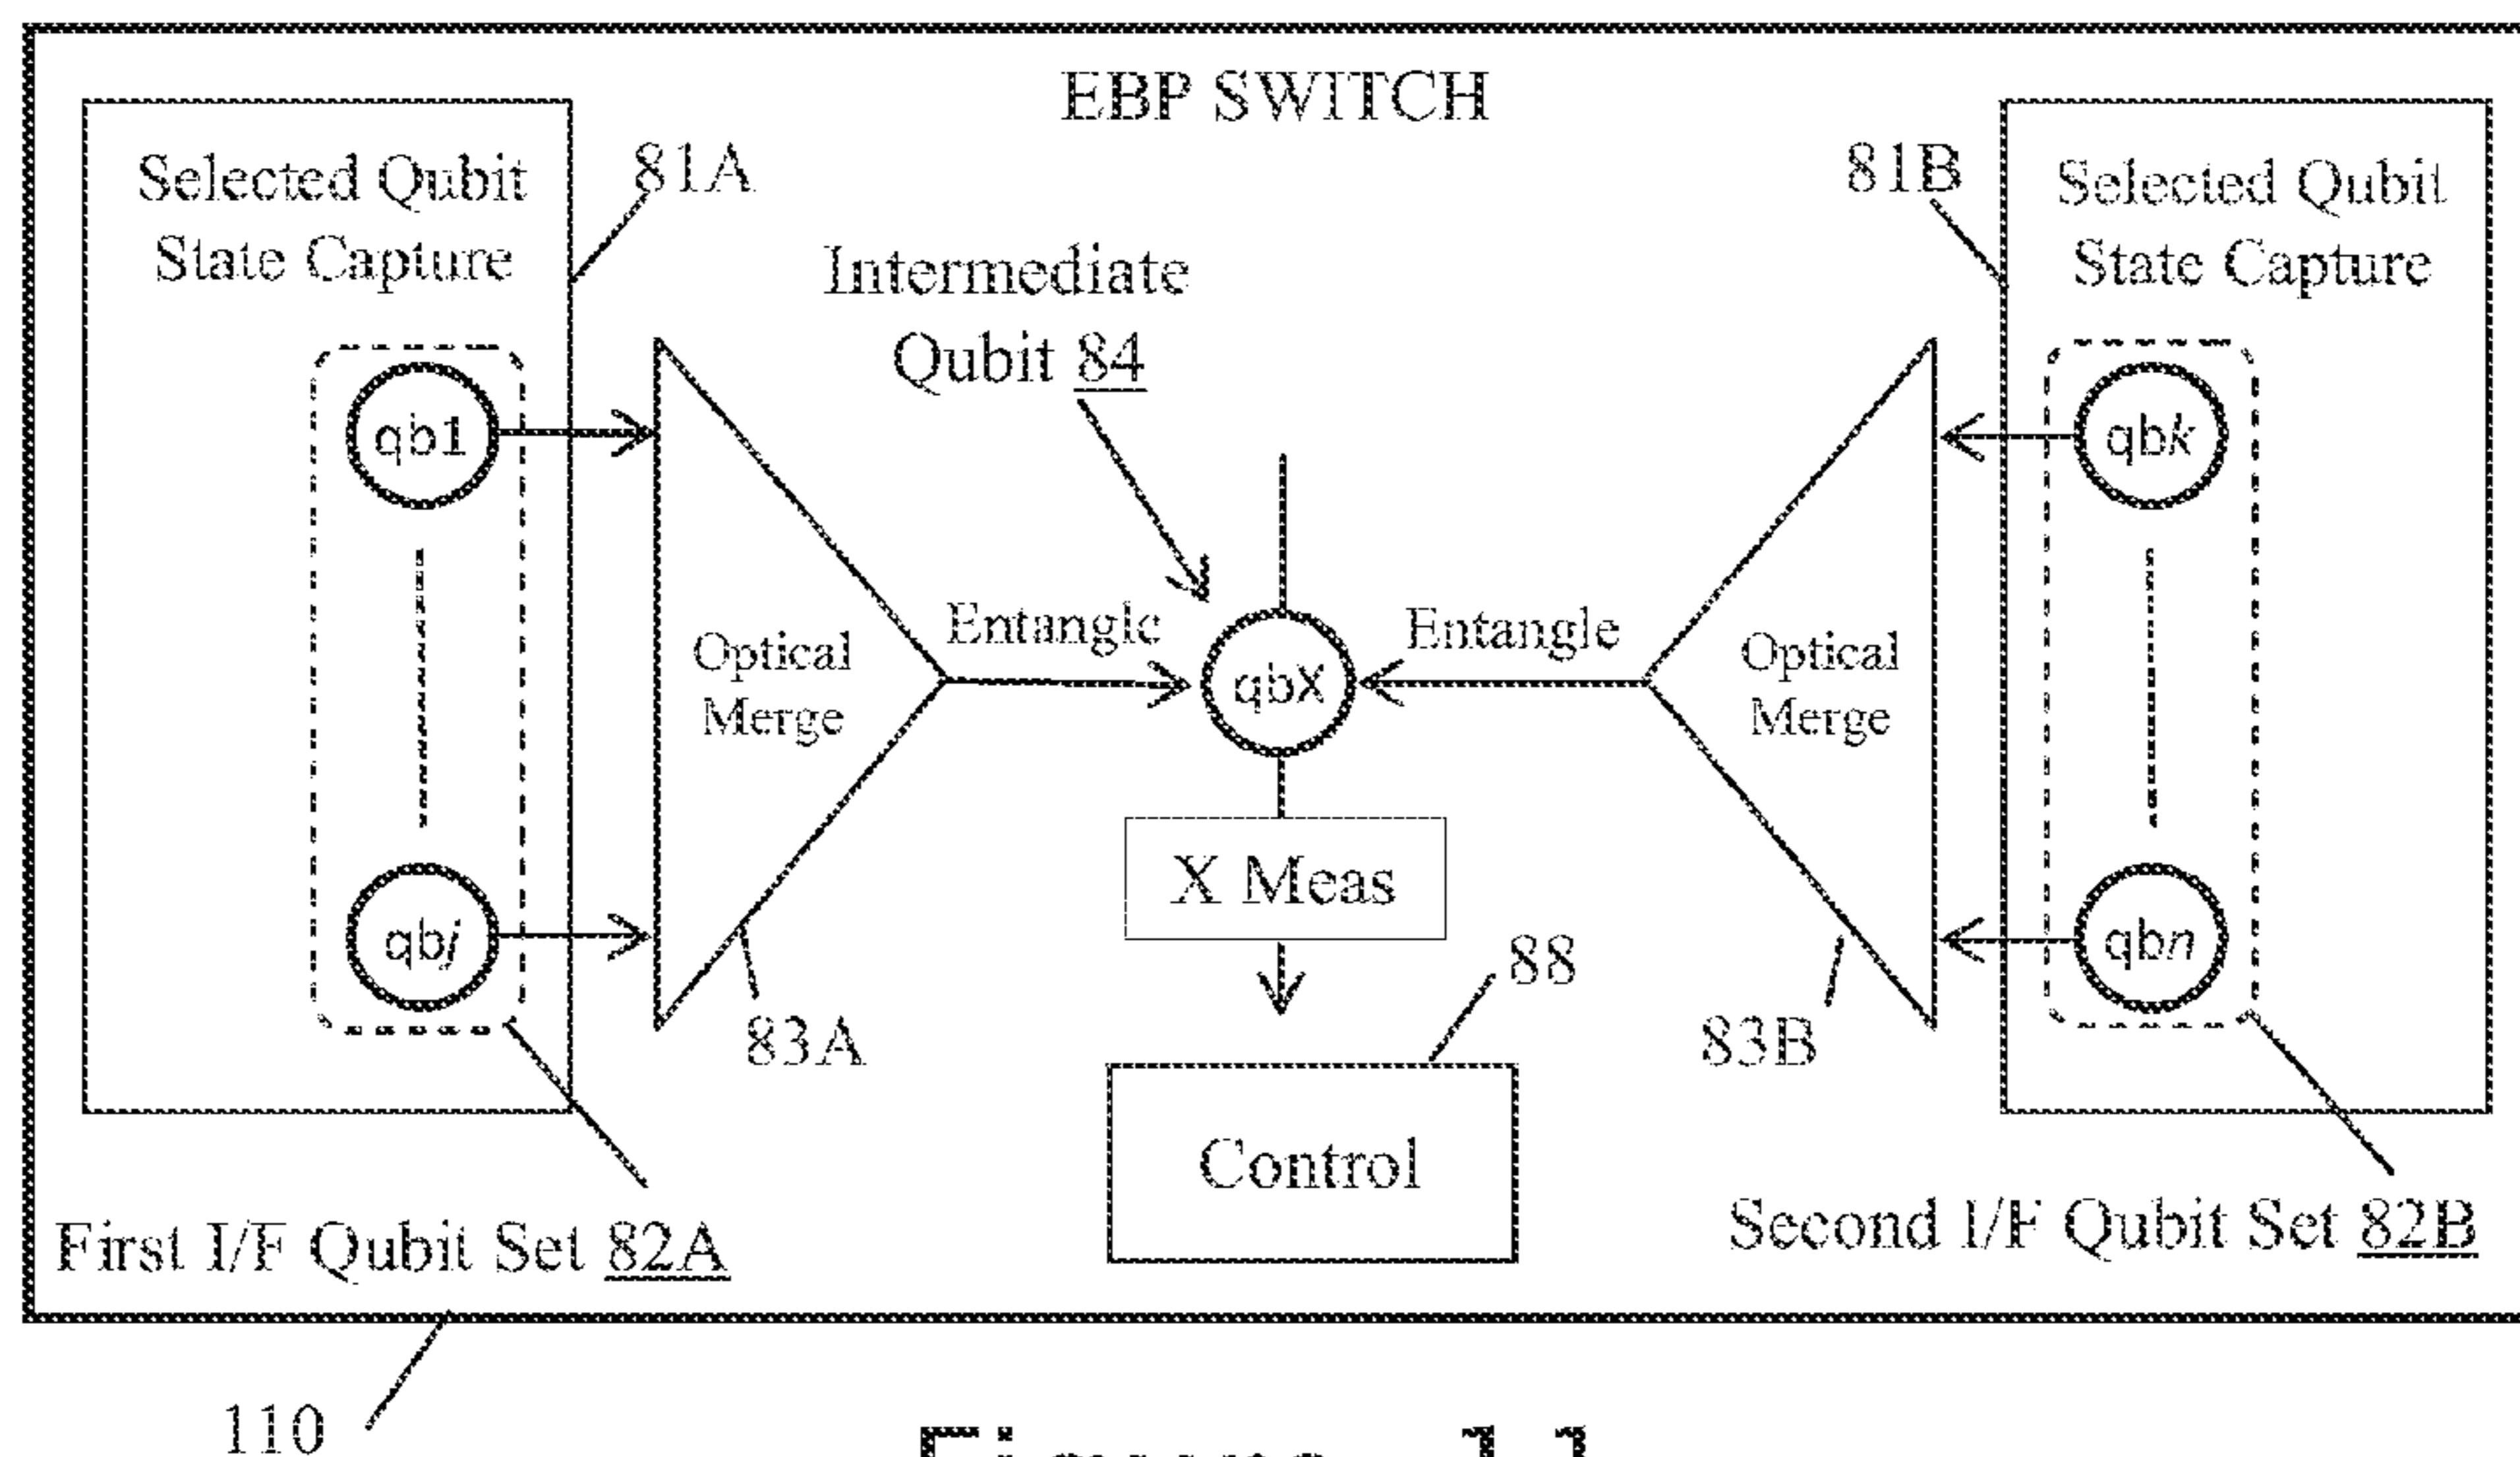 EBP SWITCH
Selected Qubit
State Capture
81A
81B
Selected Qubit
State Capture
Intermediate
Qubit 84
qb1
qbk
Entangle
Entangle
Optical
Merge
qbX
Optical
Merge
X Meas
qbj
qbn
88
83A
83B
Control
First I/F Qubit Set 82A
Second I/F Qubit Set 82B
110